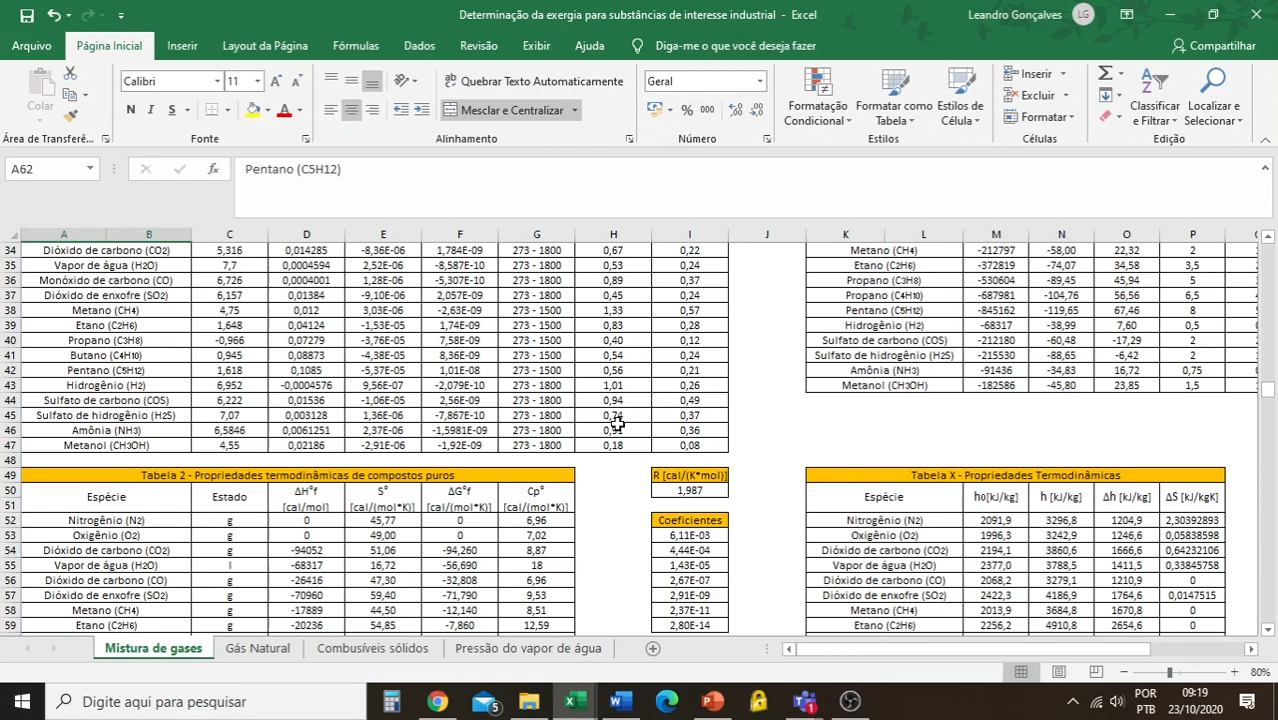 Determinação da exergia para substâncias de interesse industrial - Excel
Leandro Gonçalves LG
Arquivo Página Inicial Inserir Layout da Página Fórmulas Dados Revisão Exibir Ajuda Diga-me o que você deseja fazer Compartilhar
Calibri 11 Quebrar Texto Automaticamente Geral Inserir
Colar N I S Mesclar e Centralizar % 000 Formatação Condicional Formatar como Tabela Estilos de Célula Excluir Formatar Classificar e Filtrar Localizar e Selecionar
Área de Transferê... Fonte Alinhamento Número Estilos Células Edição
A62 fx Pentano (C5H12)
A B C D E F G H I J K L M N O P
34 Dióxido de carbono (CO2) 5,316 0,014285 -8,36E-06 1,784E-09 273 - 1800 0,67 0,22 Metano (CH4) -212797 -58,00 22,32 2
35 Vapor de água (H2O) 7,7 0,0004594 2,52E-06 -8,587E-10 273 - 1800 0,53 0,24 Etano (C2H6) -372819 -74,07 34,58 3,5
36 Monóxido de carbono (CO) 6,726 0,0004001 1,28E-06 -5,307E-10 273 - 1800 0,89 0,37 Propano (C3H8) -530604 -89,45 45,94 5
37 Dióxido de enxofre (SO2) 6,157 0,01384 -9,10E-06 2,057E-09 273 - 1800 0,45 0,24 Propano (C4H10) -687981 -104,76 56,56 6,5
38 Metano (CH4) 4,75 0,012 3,03E-06 -2,63E-09 273 - 1500 1,33 0,57 Pentano (C5H12) -845162 -119,65 67,46 8
39 Etano (C2H6) 1,648 0,04124 -1,53E-05 1,74E-09 273 - 1500 0,83 0,28 Hidrogênio (H2) -68317 -38,99 7,60 0,5
40 Propano (C3H8) -0,966 0,07279 -3,76E-05 7,58E-09 273 - 1500 0,40 0,12 Sulfato de carbono (COS) -212180 -60,48 -17,29 2
41 Butano (C4H10) 0,945 0,08873 -4,38E-05 8,36E-09 273 - 1500 0,54 0,24 Sulfato de hidrogênio (H2S) -215530 -88,65 -6,42 2
42 Pentano (C5H12) 1,618 0,1085 -5,37E-05 1,01E-08 273 - 1500 0,56 0,21 Amônia (NH3) -91436 -34,83 16,72 0,75
43 Hidrogênio (H2) 6,952 -0,0004576 9,56E-07 -2,079E-10 273 - 1800 1,01 0,26 Metanol (CH3OH) -182586 -45,80 23,85 1,5
44 Sulfato de carbono (COS) 6,222 0,01536 -1,06E-05 2,56E-09 273 - 1800 0,94 0,49
45 Sulfato de hidrogênio (H2S) 7,07 0,003128 1,36E-06 -7,867E-10 273 - 1800 0,74 0,37
46 Amônia (NH3) 6,5846 0,0061251 2,37E-06 -1,5981E-09 273 - 1800 0,36
47 Metanol (CH3OH) 4,55 0,02186 -2,91E-06 -1,92E-09 273 - 1800 0,18 0,08
48
49 Tabela 2 - Propriedades termodinâmicas de compostos puros R [cal/(K*mol)] Tabela X - Propriedades Termodinâmicas
50 Espécie Estado ΔH°f [cal/mol] S° [cal/(mol*K)] ΔG°f [cal/(mol*K)] Cp° [cal/(mol*K)] 1,987 Espécie h0[kJ/kg] h [kJ/kg] Δh [kJ/kg] ΔS [kJ/kgK]
51
52 Nitrogênio (N2) g 0 45,77 0 6,96 Coeficientes Nitrogênio (N2) 2091,9 3296,8 1204,9 2,30392893
53 Oxigênio (O2) g 0 49,00 0 7,02 6,11E-03 Oxigênio (O2) 1996,3 3242,9 1246,6 0,05838598
54 Dióxido de carbono (CO2) g -94052 51,06 -94,260 8,87 4,44E-04 Dióxido de carbono (CO2) 2194,1 3860,6 1666,6 0,64232106
55 Vapor de água (H2O) l -68317 16,72 -56,690 18 1,43E-05 Vapor de água (H2O) 2377,0 3788,5 1411,5 0,33845758
56 Dióxido de carbono (CO) g -26416 47,30 -32,808 6,96 2,67E-07 Dióxido de carbono (CO) 2068,2 3279,1 1210,9 0
57 Dióxido de enxofre (SO2) g -70960 59,40 -71,790 9,53 2,91E-09 Dióxido de enxofre (SO2) 2422,3 4186,9 1764,6 0,0147515
58 Metano (CH4) g -17889 44,50 -12,140 8,51 2,37E-11 Metano (CH4) 2013,9 3684,8 1670,8 0
59 Etano (C2H6) g -20236 54,85 -7,860 12,59 2,80E-14 Etano (C2H6) 2256,2 4910,8 2654,6 0
Mistura de gases Gás Natural Combusíveis sólidos Pressão do vapor de água
80%
Digite aqui para pesquisar 5 1 POR PTB 09:19 23/10/2020